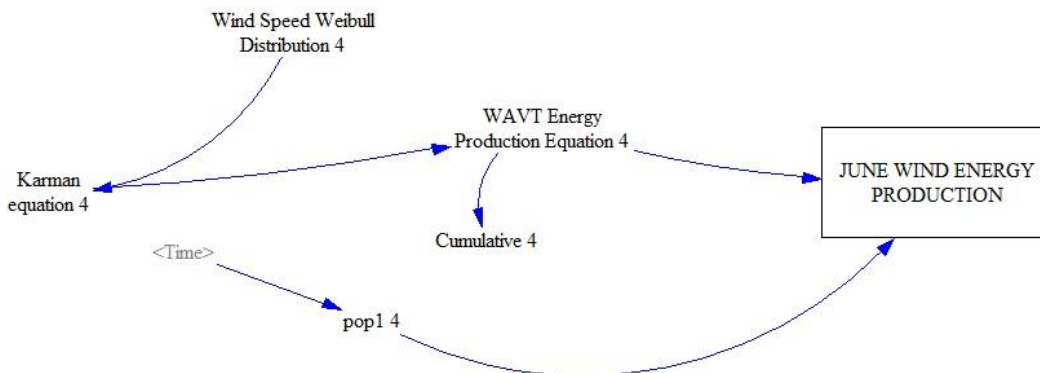 Wind Speed Weibull
Distribution 4
WAVT Energy
Production Equation 4
JUNE WIND ENERGY
PRODUCTION
Karman
equation 4
Cumulative 4
<Time>
pop1 4